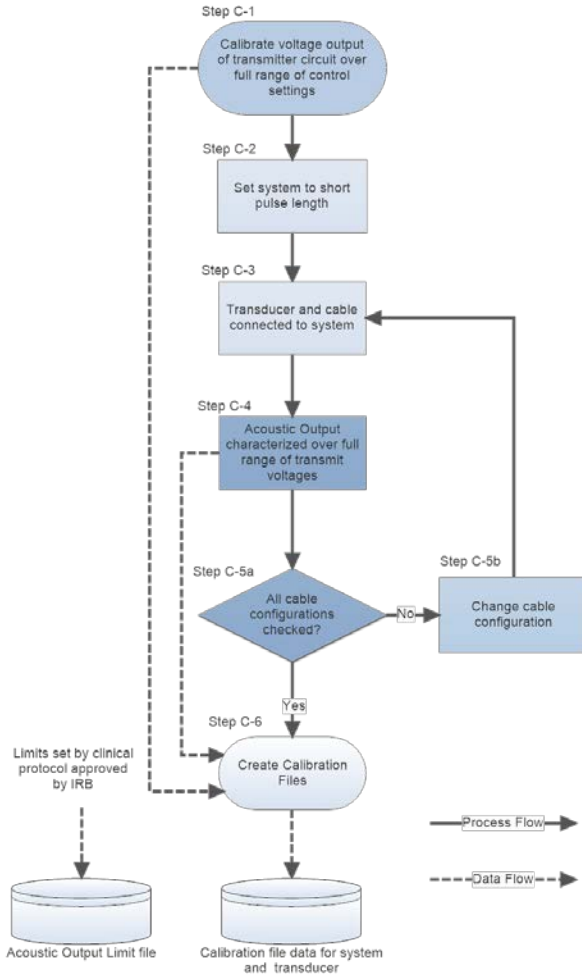 Step C-1
Calibrate voltage output
of transmitter circuit over
full range of control
settings
Step C-2
Set system to short
pulse length
Step C-3
Transducer and cable
connected to system
Step C-4
Acoustic Output
characterized over full
range of transmit
voltages
Step C-5a
All cable
configurations
checked?
No
Step C-5b
Change cable
configuration
Yes
Step C-6
Create Calibration
Files
Limits set by clinical
protocol approved
by IRB
Process Flow
Data Flow
Acoustic Output Limit file
Calibration file data for system
and transducer